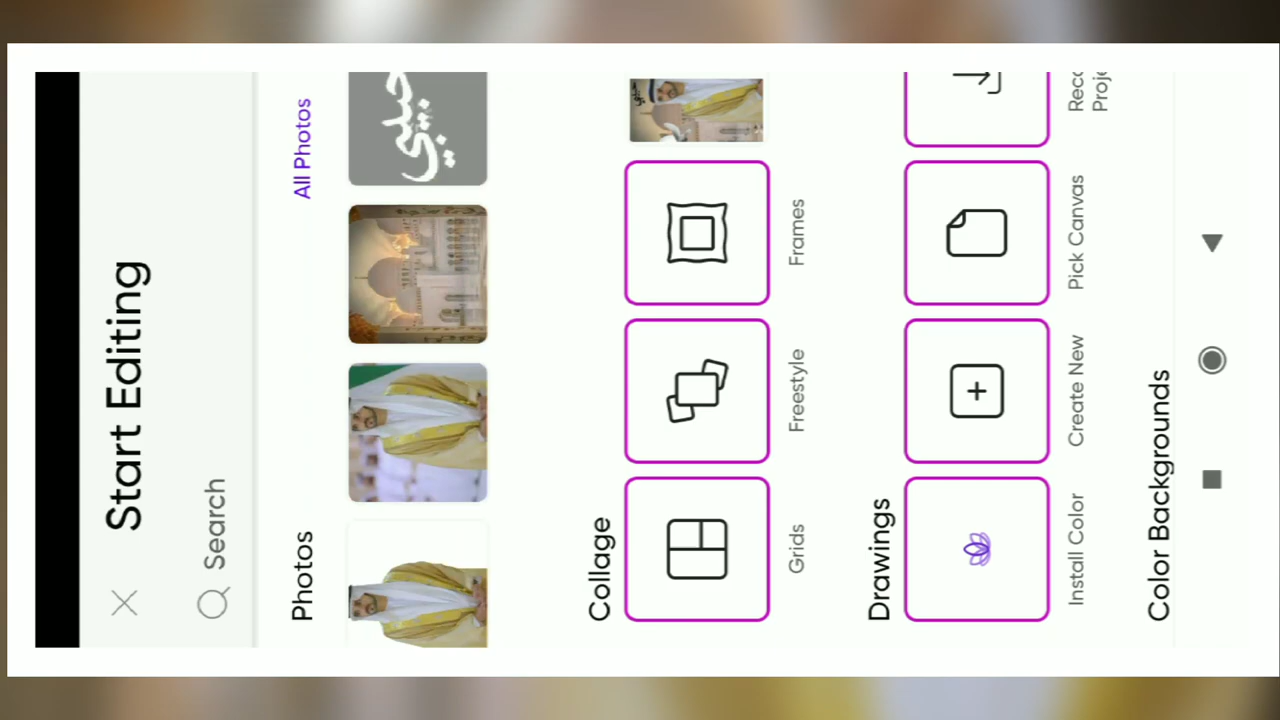 Start Editing
Search
Photos
All Photos
حبيبي
Collage
Grids
Freestyle
Frames
Drawings
Install Color
Create New
Pick Canvas
Color Backgrounds